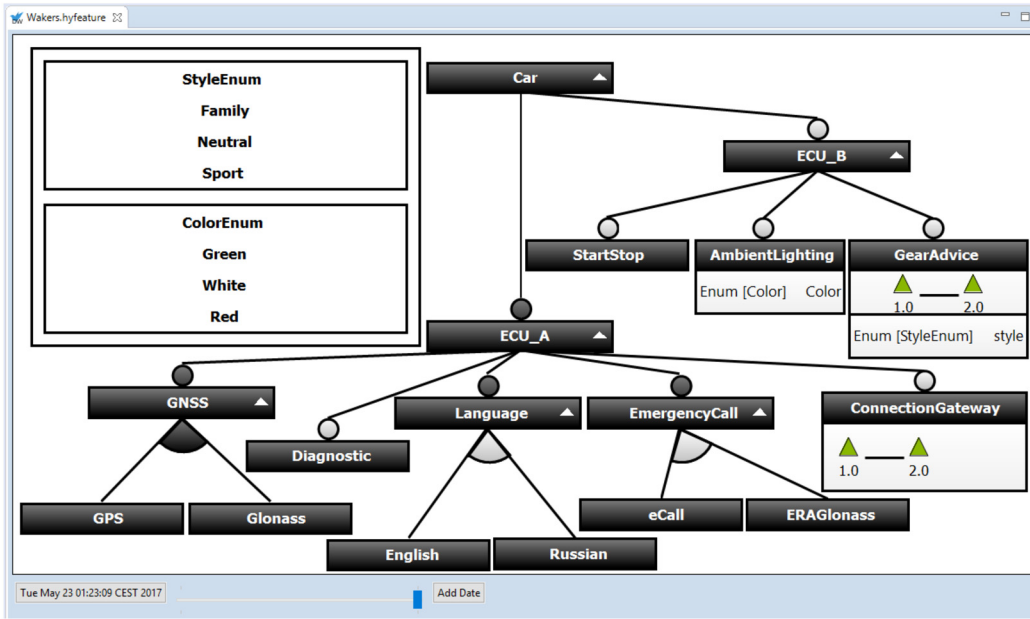 Wakers.hyfeature
StyleEnum
Family
Neutral
Sport
ColorEnum
Green
White
Red
Car
ECU_B
StartStop
AmbientLighting
Enum [Color] Color
GearAdvice
1.0 2.0
Enum [StyleEnum] style
ECU_A
GNSS
Diagnostic
Language
EmergencyCall
ConnectionGateway
1.0 2.0
GPS
Glonass
English
Russian
eCall
ERAGlonass
Tue May 23 01:23:09 CEST 2017
Add Date